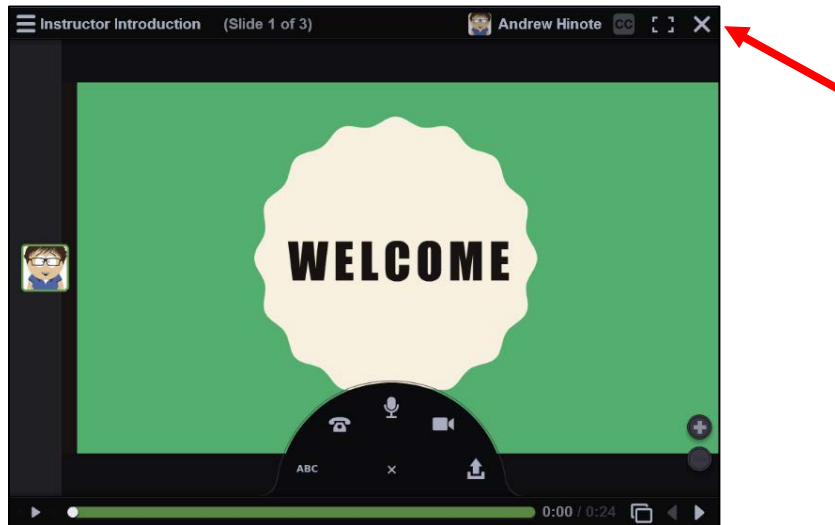 Instructor Introduction (Slide 1 of 3) Andrew Hinote CC
WELCOME
ABC
0:00 / 0:24